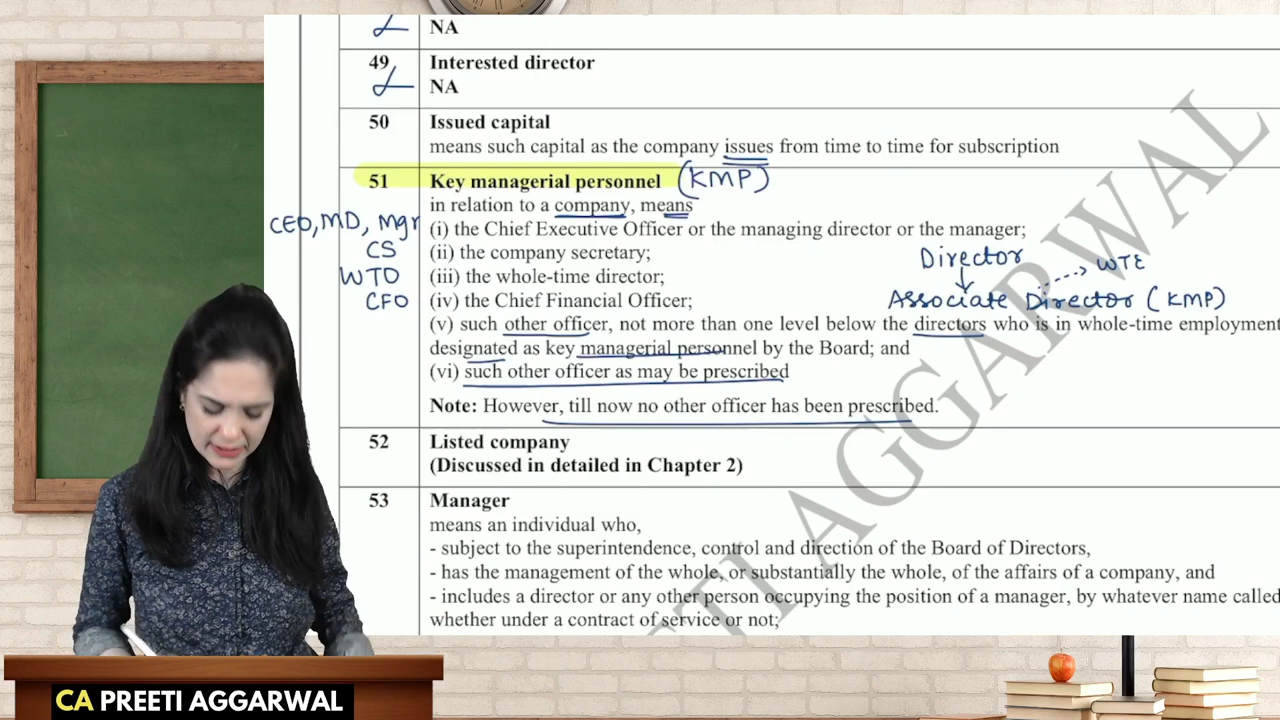 NA
49 Interested director
NA
50 Issued capital
means such capital as the company issues from time to time for subscription
51 Key managerial personnel (KMP)
in relation to a company, means
CEO, MD, Mgr (i) the Chief Executive Officer or the managing director or the manager;
CS (ii) the company secretary;
Director
WTD (iii) the whole-time director;
WTE
CFO (iv) the Chief Financial Officer;
Associate Director (KMP)
(v) such other officer, not more than one level below the directors who is in whole-time employment
designated as key managerial personnel by the Board; and
(vi) such other officer as may be prescribed
Note: However, till now no other officer has been prescribed.
52 Listed company
(Discussed in detailed in Chapter 2)
53 Manager
means an individual who,
- subject to the superintendence, control and direction of the Board of Directors,
- has the management of the whole, or substantially the whole, of the affairs of a company, and
- includes a director or any other person occupying the position of a manager, by whatever name called
whether under a contract of service or not;
ETI AGGARWAL
CA PREETI AGGARWAL